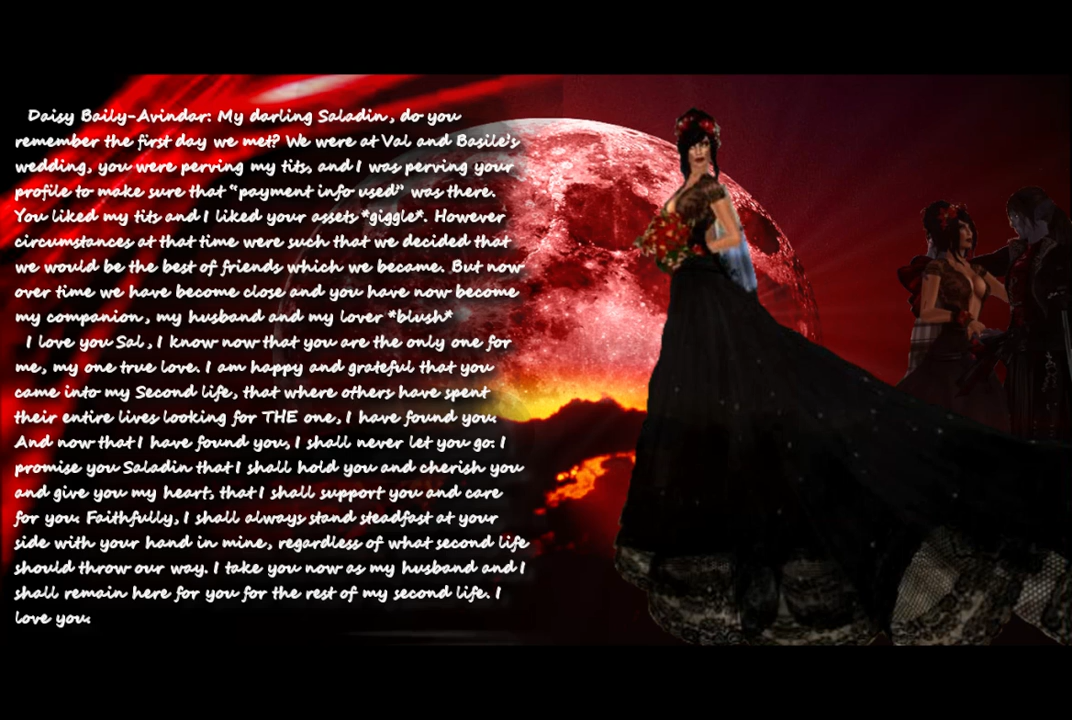 Daisy Baily-Avindar: My darling Saladin, do you
remember the first day we met? We were at Val and Basile's
wedding, you were perving my tits, and I was perving your
profile to make sure that "payment info used" was there.
You liked my tits and I liked your assets *giggle*. However
circumstances at that time were such that we decided that
we would be the best of friends which we became. But now
over time we have become close and you have now become
my companion, my husband and my lover *blush*
I love you Sal, I know now that you are the only one for
me, my one true love. I am happy and grateful that you
came into my Second life, that where others have spent
their entire lives looking for THE one, I have found you.
And now that I have found you, I shall never let you go. I
promise you Saladin that I shall hold you and cherish you
and give you my heart, that I shall support you and care
for you. Faithfully, I shall always stand steadfast at your
side with your hand in mine, regardless of what second life
should throw our way. I take you now as my husband and I
shall remain here for you for the rest of my second life. I
love you.